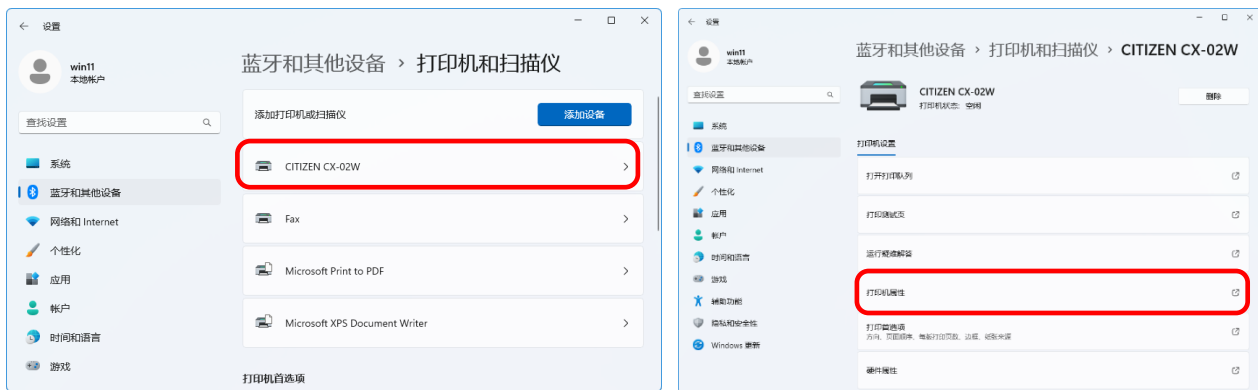 设置
win11
本地帐户
查找设置
系统
蓝牙和其他设备
网络和 Internet
个性化
应用
帐户
时间和语言
游戏
蓝牙和其他设备 › 打印机和扫描仪
添加打印机或扫描仪
添加设备
CITIZEN CX-02W
Fax
Microsoft Print to PDF
Microsoft XPS Document Writer
打印机首选项
设置
win11
本地帐户
查找设置
系统
蓝牙和其他设备
网络和 Internet
个性化
应用
帐户
时间和语言
游戏
辅助功能
隐私和安全性
Windows 更新
蓝牙和其他设备 › 打印机和扫描仪 › CITIZEN CX-02W
CITIZEN CX-02W
打印机状态: 空闲
删除
打印机设置
打开打印队列
打印测试页
运行疑难解答
打印机属性
打印首选项
方向、页面顺序、每幅打印页数、边框、纸张来源
硬件属性